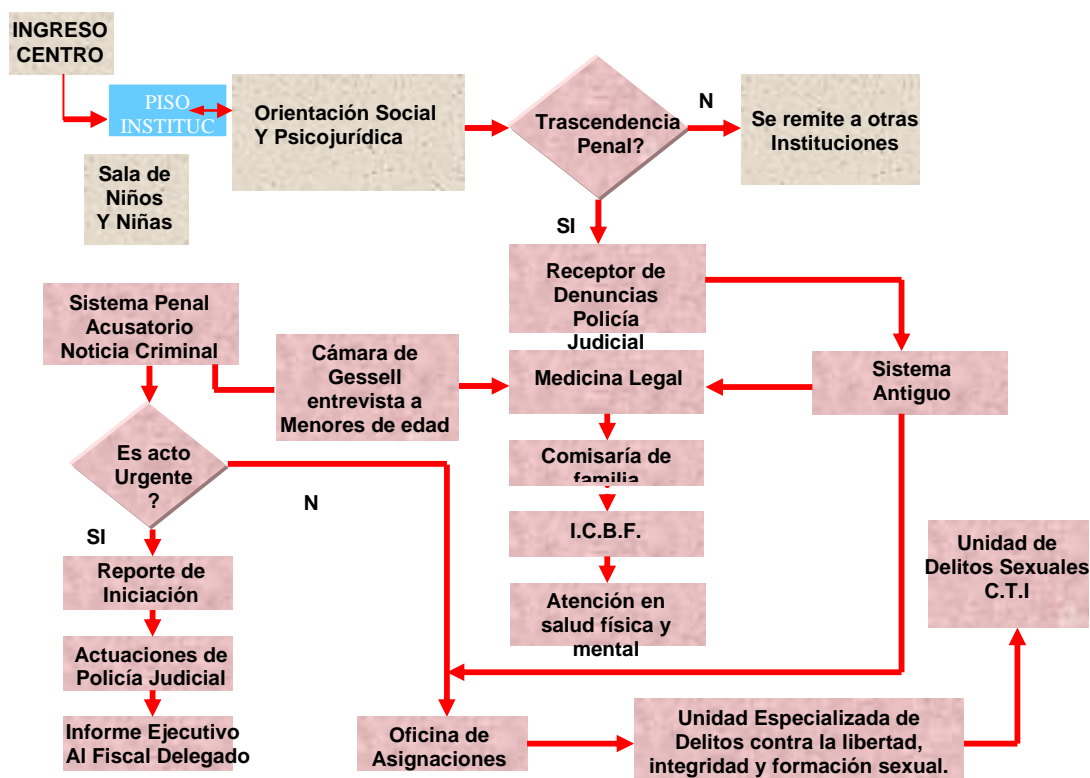 INGRESO
CENTRO
PISO
INSTITUC
Orientación Social
Y Psicojurídica
Trascendencia
Penal?
N
Se remite a otras
Instituciones
Sala de
Niños
Y Niñas
SI
Receptor de
Denuncias
Policía
Judicial
Sistema Penal
Acusatorio
Noticia Criminal
Cámara de
Gessell
entrevista a
Menores de edad
Medicina Legal
Sistema
Antiguo
Es acto
Urgente
?
Comisaría de
familia
N
SI
I.C.B.F.
Unidad de
Delitos Sexuales
C.T.I
Reporte de
Iniciación
Atención en
salud física y
mental
Actuaciones de
Policía Judicial
Informe Ejecutivo
Al Fiscal Delegado
Oficina de
Asignaciones
Unidad Especializada de
Delitos contra la libertad,
integridad y formación sexual.